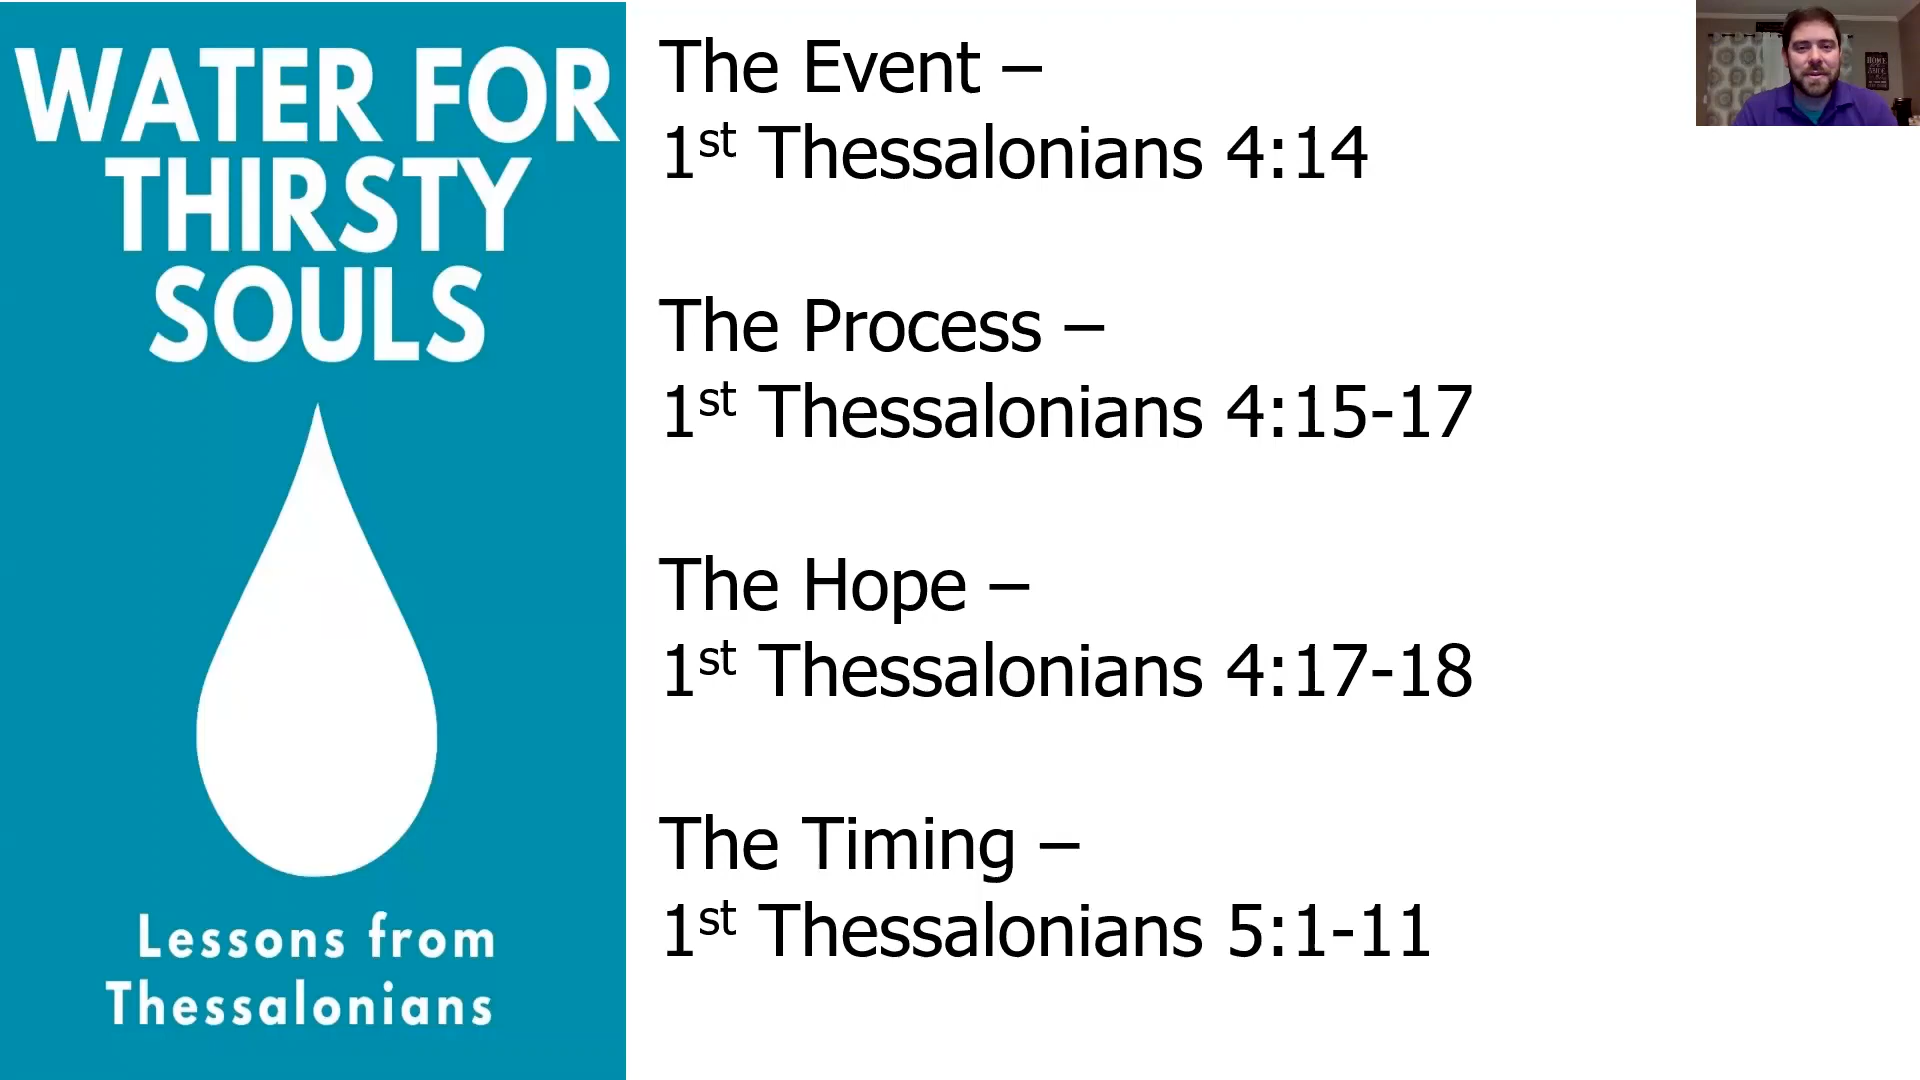 WATER FOR
THIRSTY
SOULS
Lessons from
Thessalonians
The Event –
1st Thessalonians 4:14
The Process –
1st Thessalonians 4:15-17
The Hope –
1st Thessalonians 4:17-18
The Timing –
1st Thessalonians 5:1-11
HOME